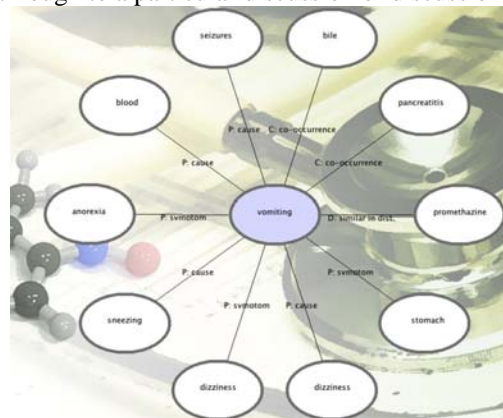 seizures
bile
blood
pancreatitis
P: cause
C: co-occurrence
P: cause
C: co-occurrence
anorexia
P: symptom
vomiting
D: similar in dist.
promethazine
P: cause
P: symptom
sneezing
P: symptom
P: cause
stomach
dizziness
dizziness